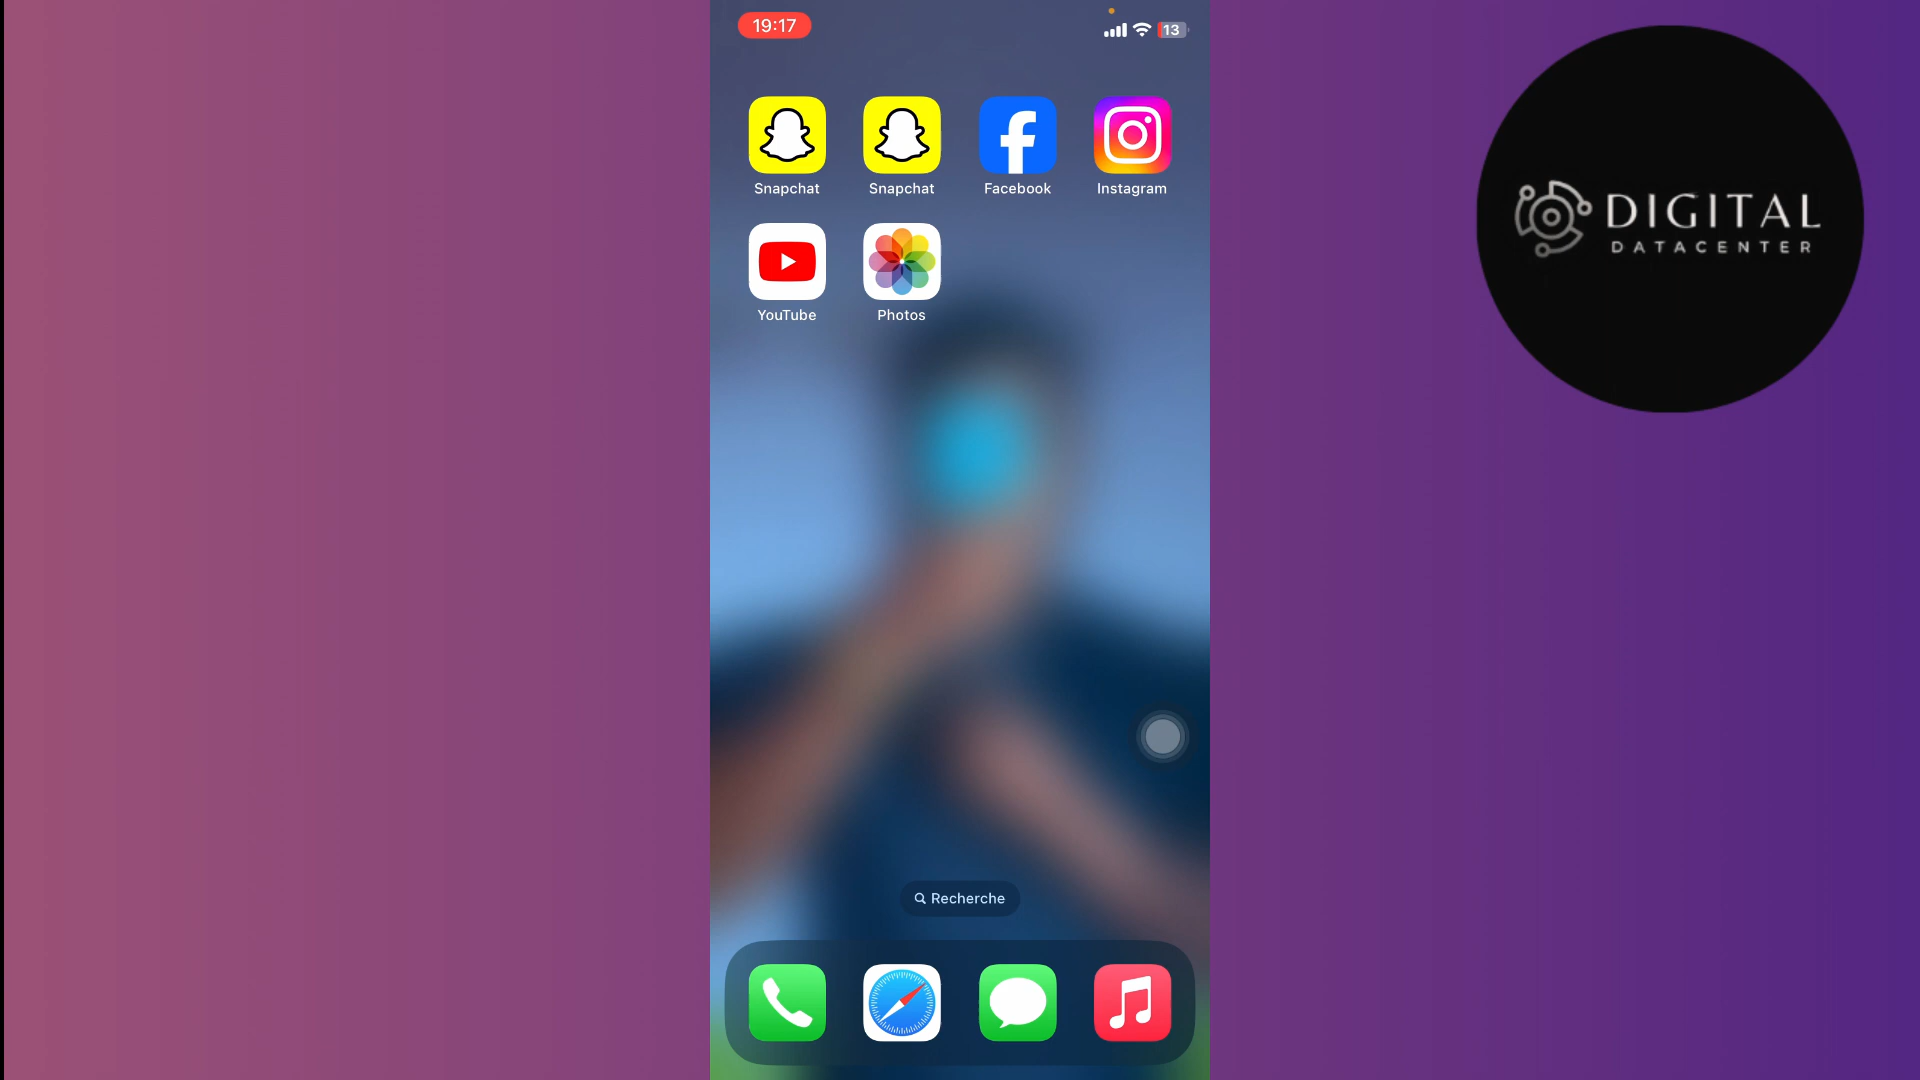 19:17
13
Snapchat
Snapchat
Facebook
Instagram
YouTube
Photos
Recherche
DIGITAL
DATACENTER